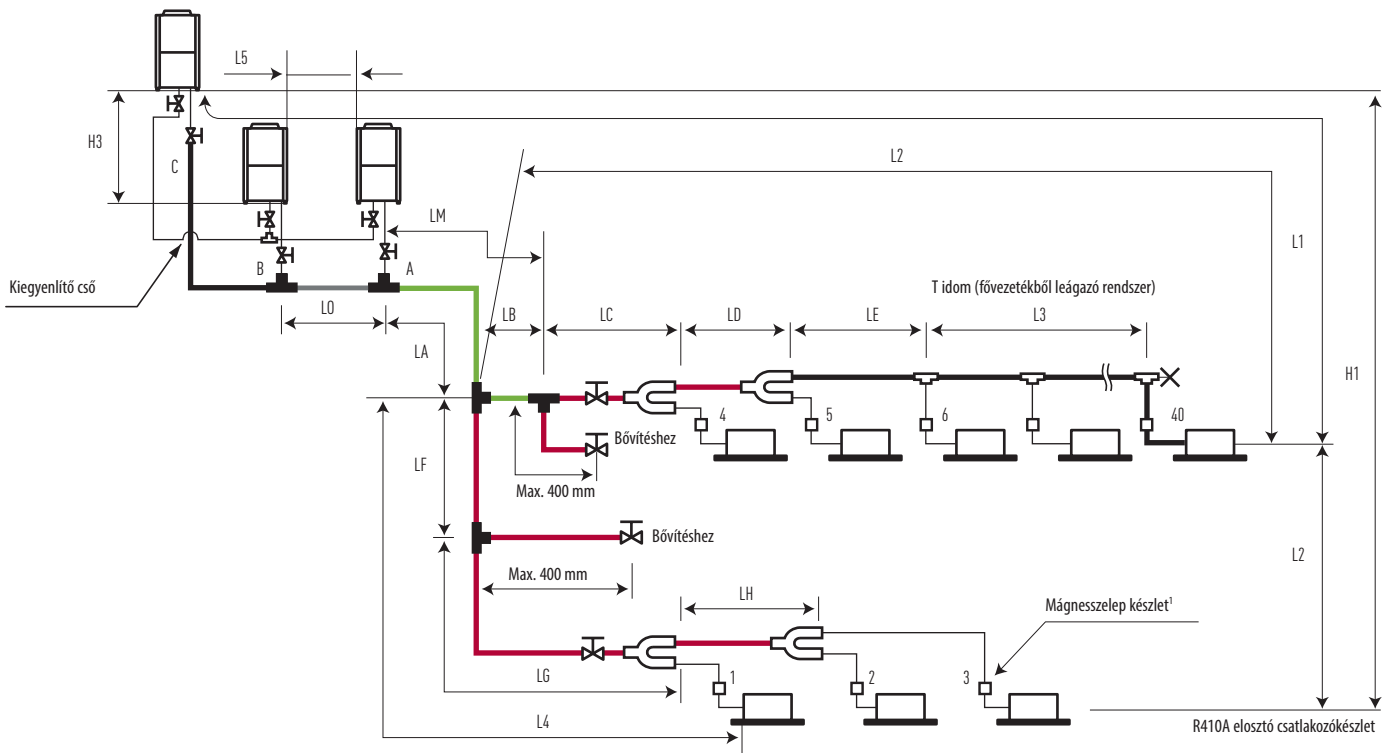 L5
H3
C
L2
LM
L1
Kiegyenlítő cső
B
A
T idom (fővezetékből leágazó rendszer)
LO
LB
LC
LD
LE
L3
LA
H1
4
5
6
40
Bővítéshez
LF
Max. 400 mm
Bővítéshez
Max. 400 mm
L2
LH
Mágnesszelep készlet¹
LG
1
2
3
L4
R410A elosztó csatlakozókészlet